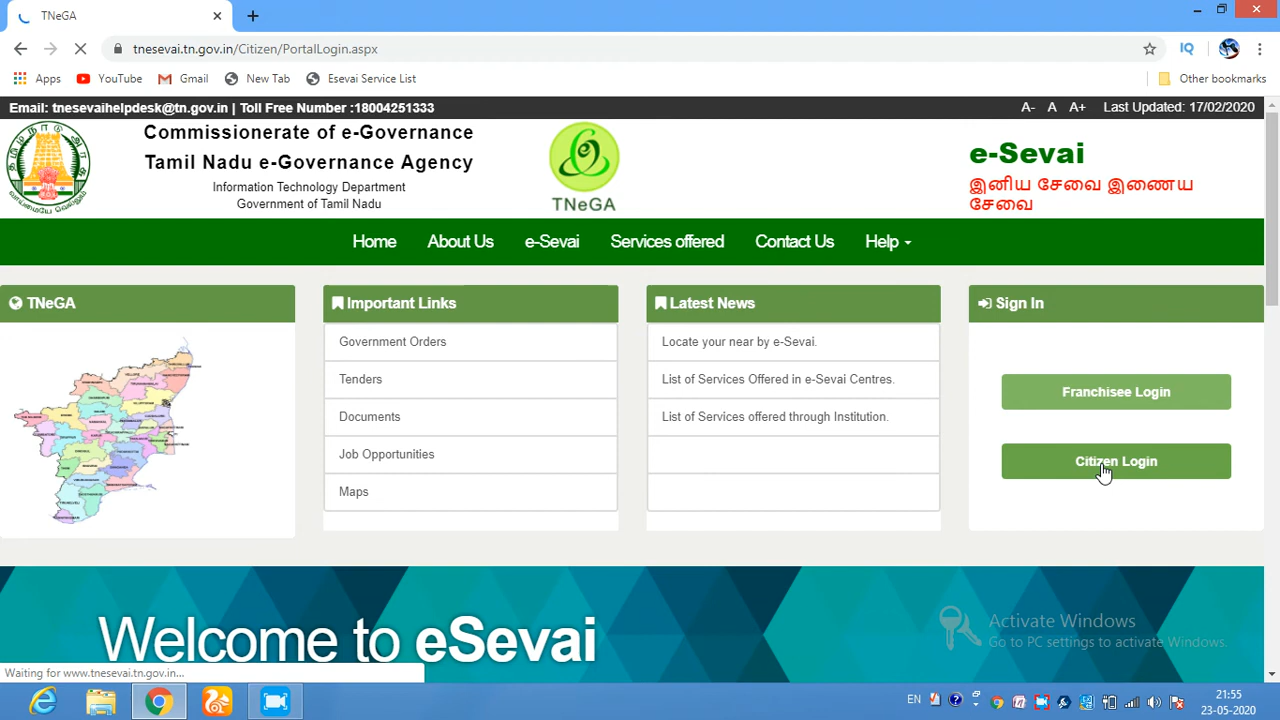 TNeGA
tnesevai.tn.gov.in/Citizen/PortalLogin.aspx
IQ
Apps YouTube Gmail New Tab Esevai Service List Other bookmarks
Email: tnesevaihelpdesk@tn.gov.in | Toll Free Number :18004251333 A- A A+ Last Updated: 17/02/2020
Commissionerate of e-Governance
Tamil Nadu e-Governance Agency
Information Technology Department
Government of Tamil Nadu
TNeGA
e-Sevai
இனிய சேவை இணைய
சேவை
Home About Us e-Sevai Services offered Contact Us Help
TNeGA
Important Links
Government Orders
Tenders
Documents
Job Opportunities
Maps
Latest News
Locate your near by e-Sevai.
List of Services Offered in e-Sevai Centres.
List of Services offered through Institution.
Sign In
Franchisee Login
Citizen Login
Welcome to eSevai
Activate Windows
Go to PC settings to activate Windows.
Waiting for www.tnesevai.tn.gov.in...
EN
21:55
23-05-2020